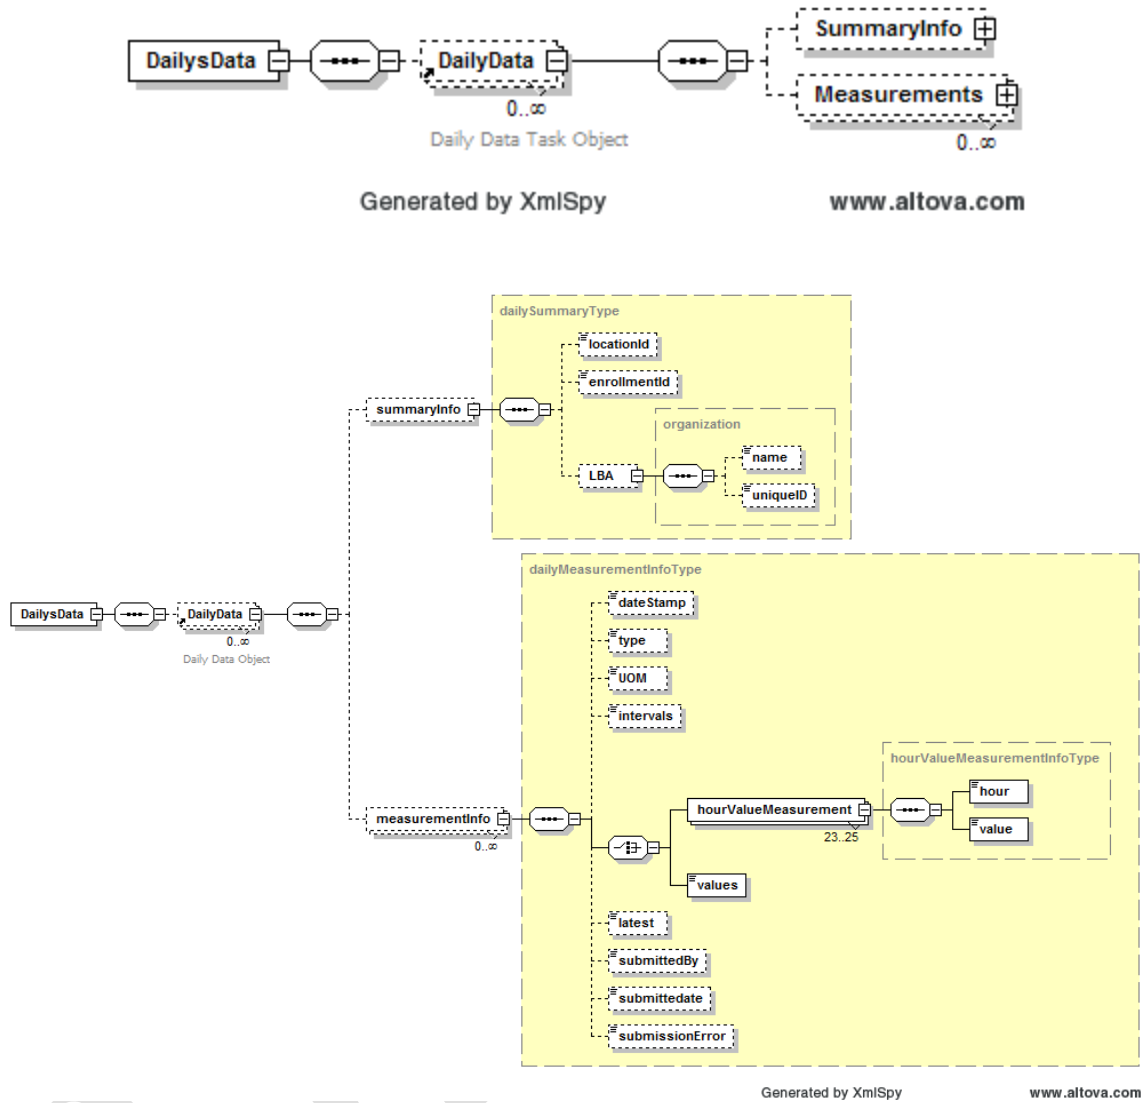 SummaryInfo
DailysData
DailyData
0..∞
Daily Data Task Object
Measurements
0..∞
Generated by XmlSpy www.altova.com
dailySummaryType
locationId
enrollmentId
summaryInfo
organization
LBA
name
uniqueID
dailyMeasurementInfoType
dateStamp
DailysData
DailyData
0..∞
Daily Data Object
type
UOM
intervals
hourValueMeasurementInfoType
measurementInfo
0..∞
hourValueMeasurement
23..25
hour
value
values
latest
submittedBy
submittedate
submissionError
Generated by XmlSpy www.altova.com